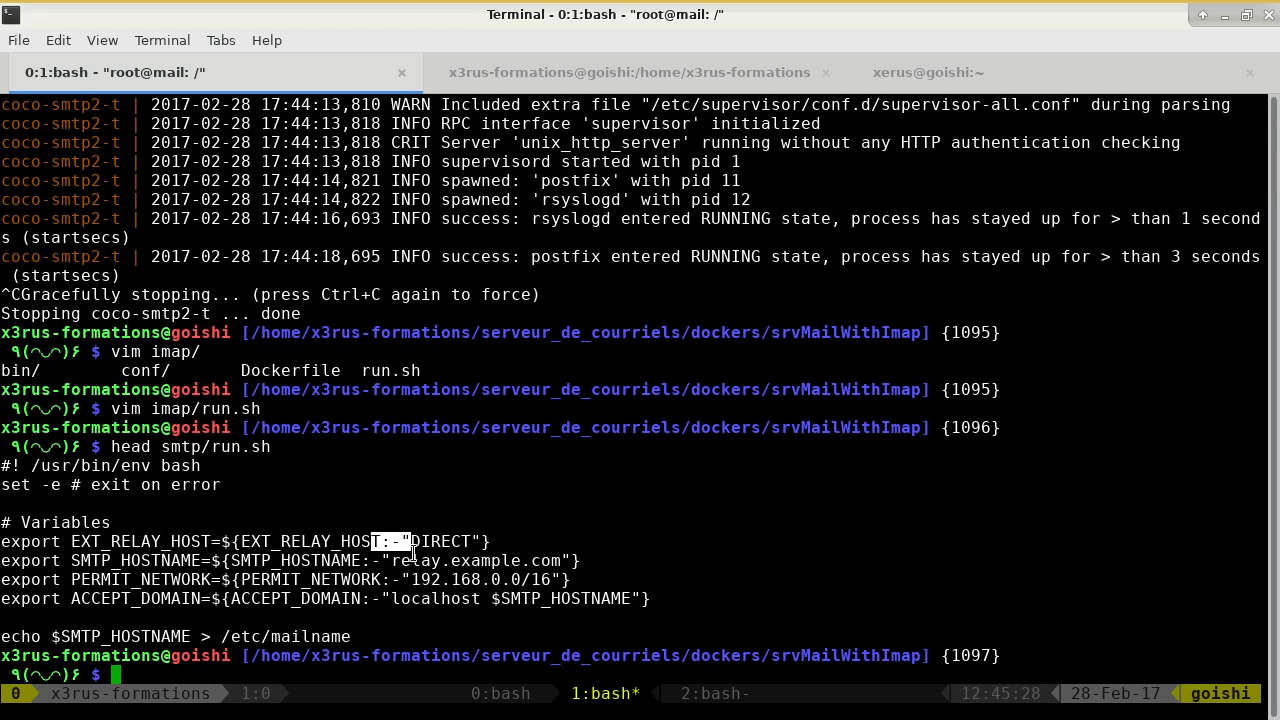 Terminal - 0:1:bash - "root@mail: /"
File Edit View Terminal Tabs Help
0:1:bash - "root@mail: /" × x3rus-formations@goishi:/home/x3rus-formations × xerus@goishi:~ ×
coco-smtp2-t | 2017-02-28 17:44:13,810 WARN Included extra file "/etc/supervisor/conf.d/supervisor-all.conf" during parsing
coco-smtp2-t | 2017-02-28 17:44:13,818 INFO RPC interface 'supervisor' initialized
coco-smtp2-t | 2017-02-28 17:44:13,818 CRIT Server 'unix_http_server' running without any HTTP authentication checking
coco-smtp2-t | 2017-02-28 17:44:13,818 INFO supervisord started with pid 1
coco-smtp2-t | 2017-02-28 17:44:14,821 INFO spawned: 'postfix' with pid 11
coco-smtp2-t | 2017-02-28 17:44:14,822 INFO spawned: 'rsyslogd' with pid 12
coco-smtp2-t | 2017-02-28 17:44:16,693 INFO success: rsyslogd entered RUNNING state, process has stayed up for > than 1 second
s (startsecs)
coco-smtp2-t | 2017-02-28 17:44:18,695 INFO success: postfix entered RUNNING state, process has stayed up for > than 3 seconds
(startsecs)
^CGracefully stopping... (press Ctrl+C again to force)
Stopping coco-smtp2-t ... done
x3rus-formations@goishi [/home/x3rus-formations/serveur_de_courriels/dockers/srvMailWithImap] {1095}
٩(◠◡◠)۶ $ vim imap/
bin/ conf/ Dockerfile run.sh
x3rus-formations@goishi [/home/x3rus-formations/serveur_de_courriels/dockers/srvMailWithImap] {1095}
٩(◠◡◠)۶ $ vim imap/run.sh
x3rus-formations@goishi [/home/x3rus-formations/serveur_de_courriels/dockers/srvMailWithImap] {1096}
٩(◠◡◠)۶ $ head smtp/run.sh
#! /usr/bin/env bash
set -e # exit on error
# Variables
export EXT_RELAY_HOST=${EXT_RELAY_HOST:-"DIRECT"}
export SMTP_HOSTNAME=${SMTP_HOSTNAME:-"relay.example.com"}
export PERMIT_NETWORK=${PERMIT_NETWORK:-"192.168.0.0/16"}
export ACCEPT_DOMAIN=${ACCEPT_DOMAIN:-"localhost $SMTP_HOSTNAME"}
echo $SMTP_HOSTNAME > /etc/mailname
x3rus-formations@goishi [/home/x3rus-formations/serveur_de_courriels/dockers/srvMailWithImap] {1097}
٩(◠◡◠)۶ $
0 x3rus-formations 1:0 0:bash 1:bash* 2:bash- 12:45:28 28-Feb-17 goishi